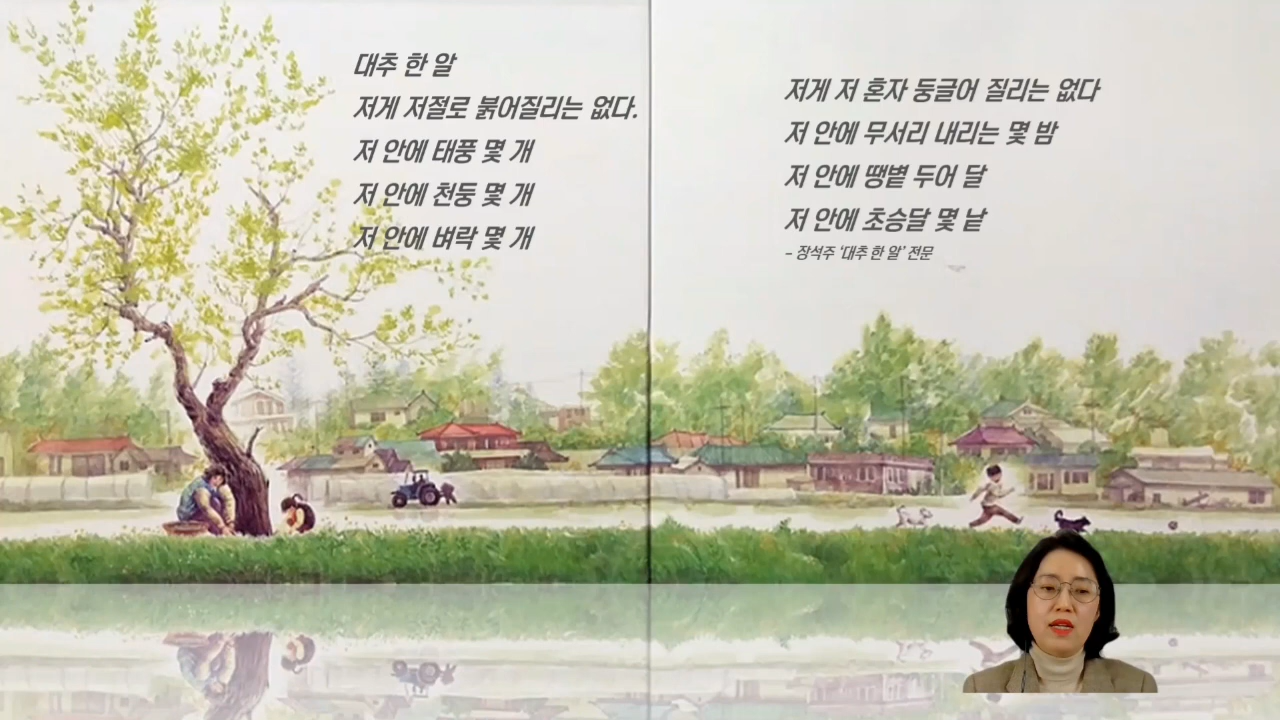 대추 한 알
저게 저절로 붉어질리는 없다.
저 안에 태풍 몇 개
저 안에 천둥 몇 개
저 안에 벼락 몇 개
저게 저 혼자 둥글어 질리는 없다
저 안에 무서리 내리는 몇 밤
저 안에 땡볕 두어 달
저 안에 초승달 몇 낱
- 장석주 ‘대추 한 알’ 전문